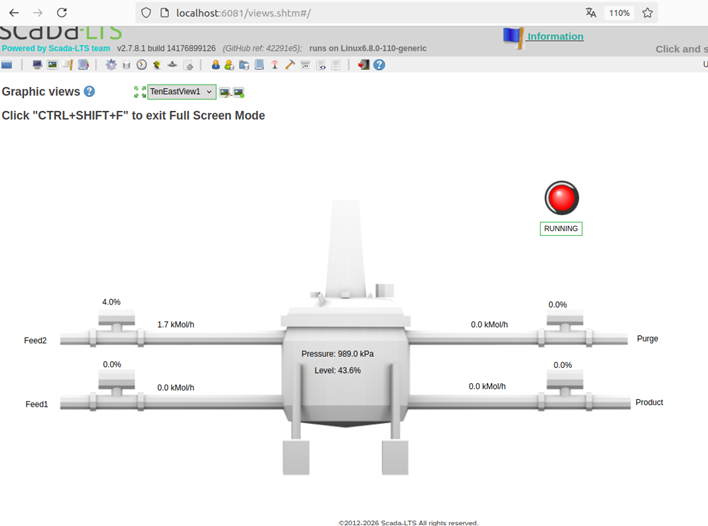 localhost:6081/views.shtm#/
110%
Scada-LTS
Information
Powered by Scada-LTS team v2.7.8.1 build 14176899126 (GitHub ref: 42291e5); runs on Linux6.8.0-110-generic
Click and s
U
Graphic views
TenEastView1
Click "CTRL+SHIFT+F" to exit Full Screen Mode
RUNNING
4.0%
0.0%
1.7 kMol/h
0.0 kMol/h
Feed2
Purge
Pressure: 989.0 kPa
0.0%
Level: 43.6%
0.0%
0.0 kMol/h
0.0 kMol/h
Feed1
Product
©2012-2026 Scada-LTS All rights reserved.